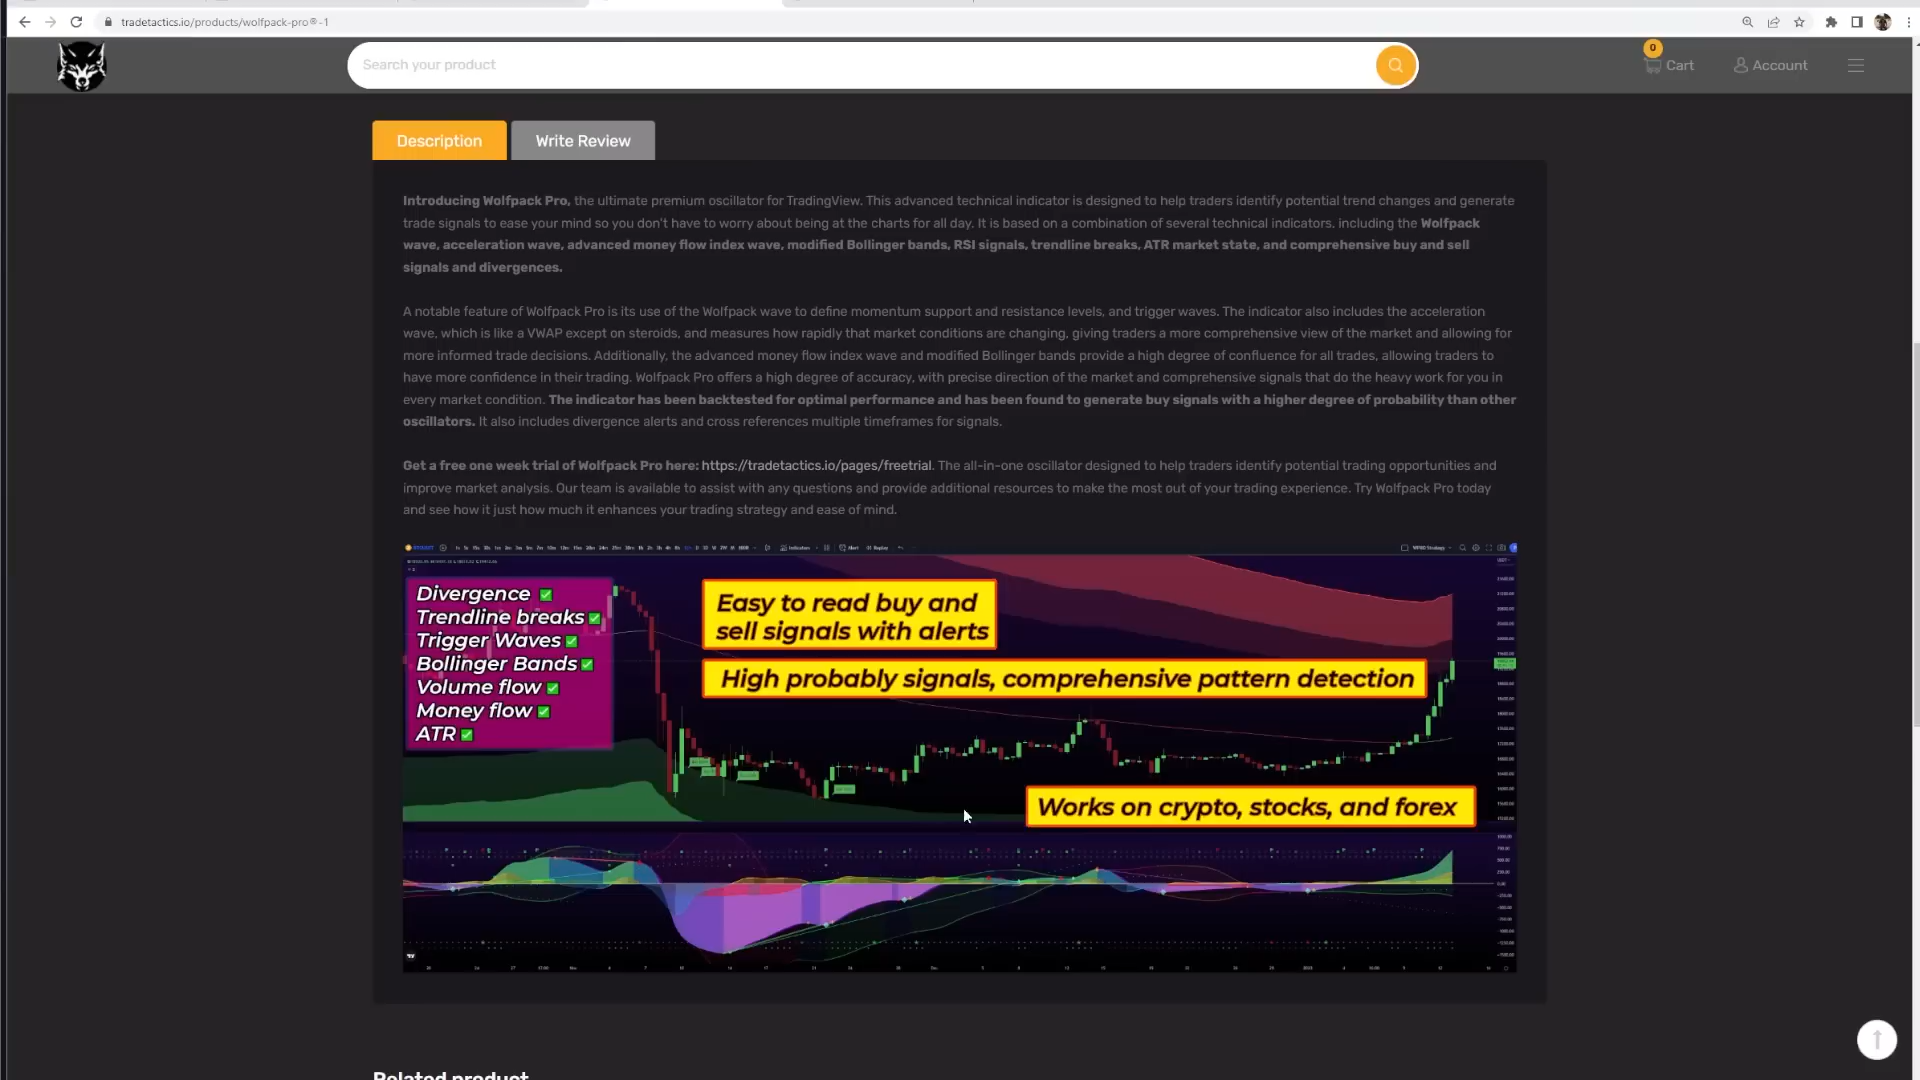 tradetactics.io/products/wolfpack-pro®-1
Search your product
0
Cart
Account
Description
Write Review
Introducing Wolfpack Pro, the ultimate premium oscillator for TradingView. This advanced technical indicator is designed to help traders identify potential trend changes and generate
trade signals to ease your mind so you don't have to worry about being at the charts for all day. It is based on a combination of several technical indicators. including the Wolfpack
wave, acceleration wave, advanced money flow index wave, modified Bollinger bands, RSI signals, trendline breaks, ATR market state, and comprehensive buy and sell
signals and divergences.
A notable feature of Wolfpack Pro is its use of the Wolfpack wave to define momentum support and resistance levels, and trigger waves. The indicator also includes the acceleration
wave, which is like a VWAP except on steroids, and measures how rapidly that market conditions are changing, giving traders a more comprehensive view of the market and allowing for
more informed trade decisions. Additionally, the advanced money flow index wave and modified Bollinger bands provide a high degree of confluence for all trades, allowing traders to
have more confidence in their trading. Wolfpack Pro offers a high degree of accuracy, with precise direction of the market and comprehensive signals that do the heavy work for you in
every market condition. The indicator has been backtested for optimal performance and has been found to generate buy signals with a higher degree of probability than other
oscillators. It also includes divergence alerts and cross references multiple timeframes for signals.
Get a free one week trial of Wolfpack Pro here: https://tradetactics.io/pages/freetrial. The all-in-one oscillator designed to help traders identify potential trading opportunities and
improve market analysis. Our team is available to assist with any questions and provide additional resources to make the most out of your trading experience. Try Wolfpack Pro today
and see how it just how much it enhances your trading strategy and ease of mind.
Indicators
Alert
Replay
Divergence ✅
Trendline breaks ✅
Trigger Waves ✅
Bollinger Bands ✅
Volume flow ✅
Money flow ✅
ATR ✅
Easy to read buy and
sell signals with alerts
High probably signals, comprehensive pattern detection
Works on crypto, stocks, and forex
Related product